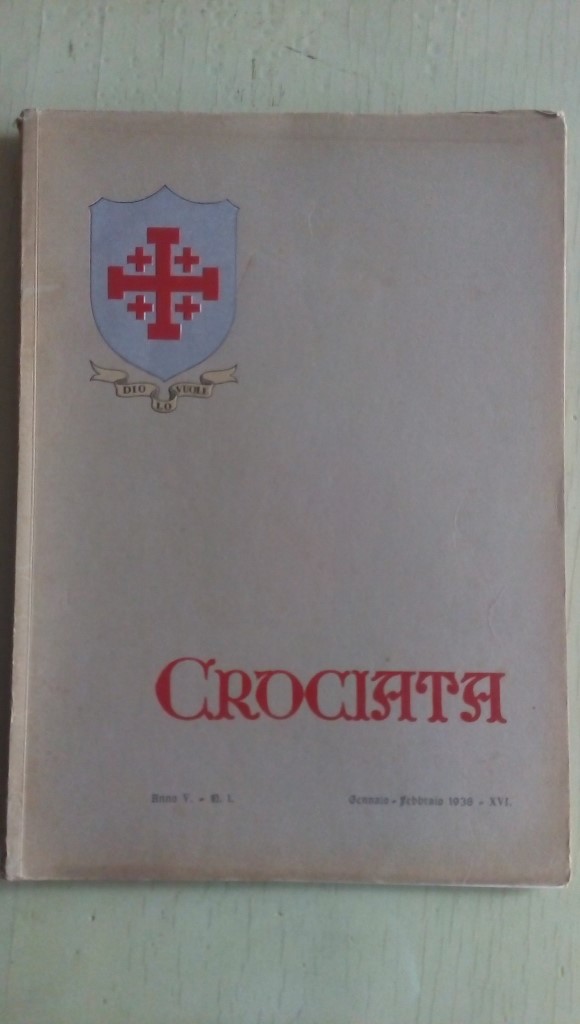 DIO LO VUOLE
CROCIATA
Anno V. - N. 1.
Gennaio - Febbraio 1938 - XVI.